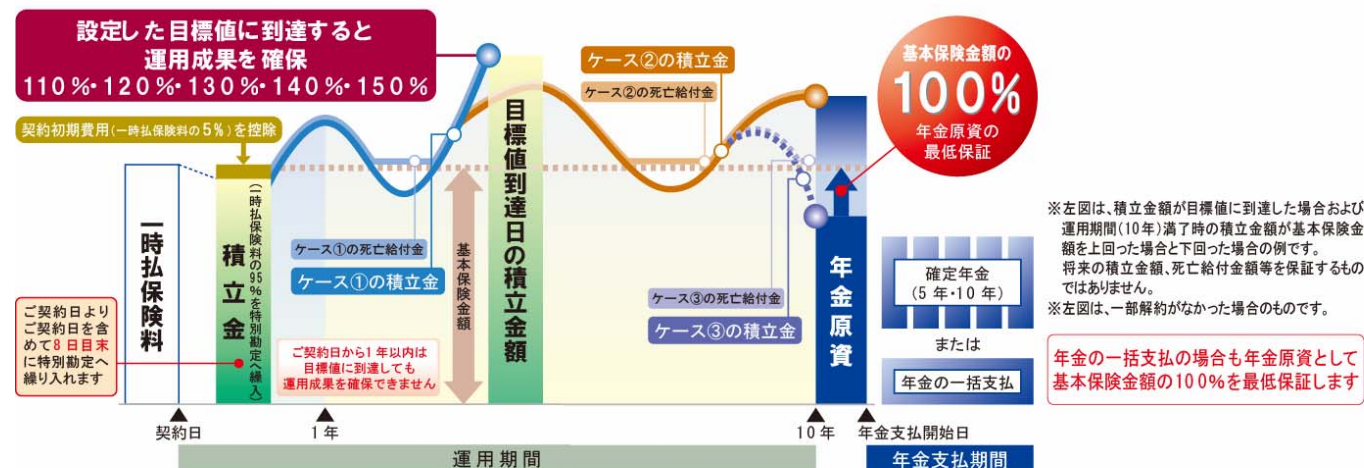 設定した目標値に到達すると
運用成果を確保
110%・120%・130%・140%・150%
契約初期費用(一時払保険料の5%)を控除
一時払保険料
積立金
(一時払保険料の95%を特別勘定へ繰入)
ご契約日より
ご契約日を含
めて8日目末
に特別勘定へ
繰り入れます
ケース①の死亡給付金
ケース①の積立金
ご契約日から1年以内は
目標値に到達しても
運用成果を確保できません
基本保険金額
目標値到達日の積立金額
ケース②の積立金
ケース②の死亡給付金
ケース③の死亡給付金
ケース③の積立金
基本保険金額の
100%
年金原資の
最低保証
年金原資
確定年金
(5年・10年)
または
年金の一括支払
※左図は、積立金額が目標値に到達した場合および
運用期間(10年)満了時の積立金額が基本保険金
額を上回った場合と下回った場合の例です。
将来の積立金額、死亡給付金額等を保証するもの
ではありません。
※左図は、一部解約がなかった場合のものです。
年金の一括支払の場合も年金原資として
基本保険金額の100%を最低保証します
契約日
1年
10年
年金支払開始日
運用期間
年金支払期間